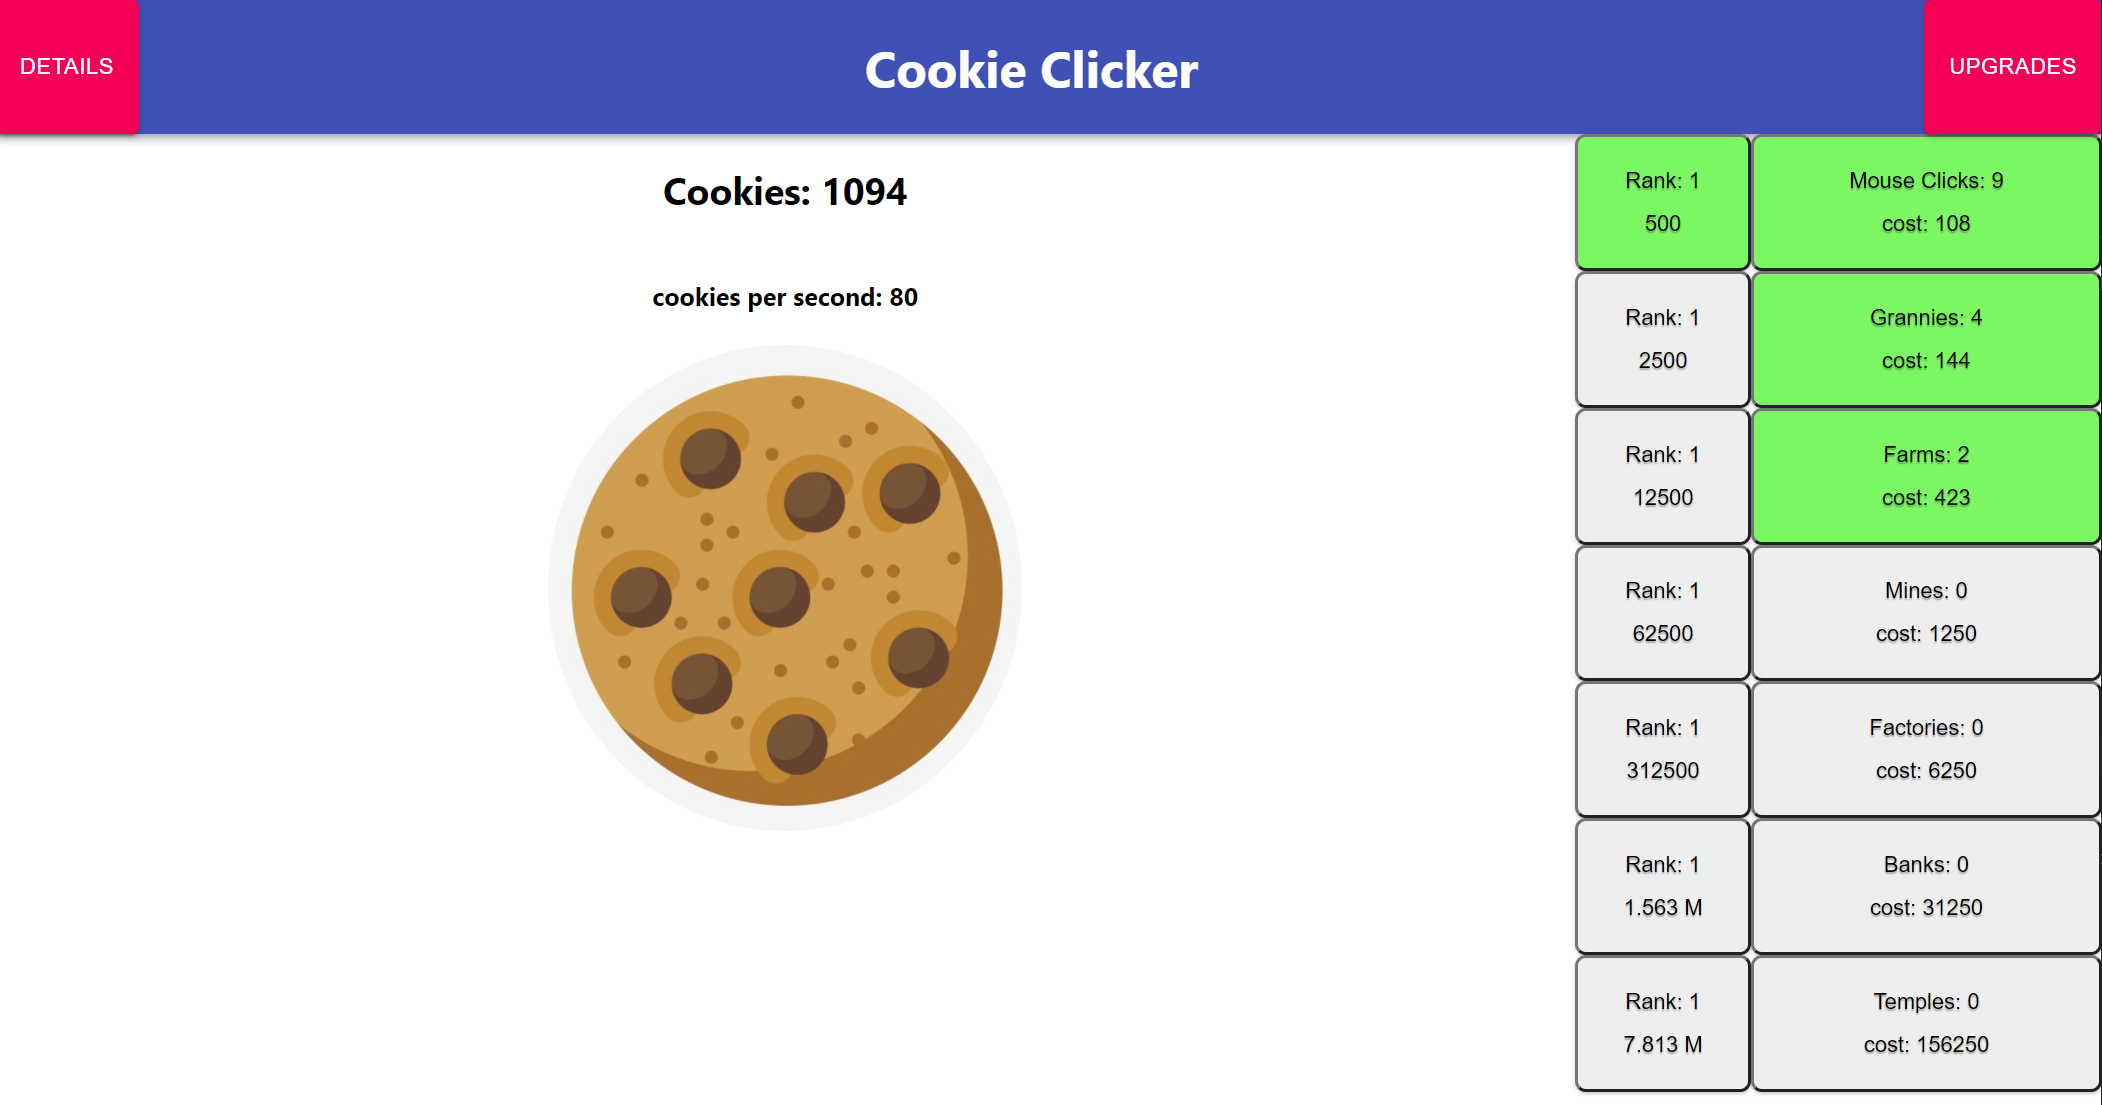 DETAILS
Cookie Clicker
UPGRADES
Cookies: 1094
cookies per second: 80
Rank: 1
500
Mouse Clicks: 9
cost: 108
Rank: 1
2500
Grannies: 4
cost: 144
Rank: 1
12500
Farms: 2
cost: 423
Rank: 1
62500
Mines: 0
cost: 1250
Rank: 1
312500
Factories: 0
cost: 6250
Rank: 1
1.563 M
Banks: 0
cost: 31250
Rank: 1
7.813 M
Temples: 0
cost: 156250